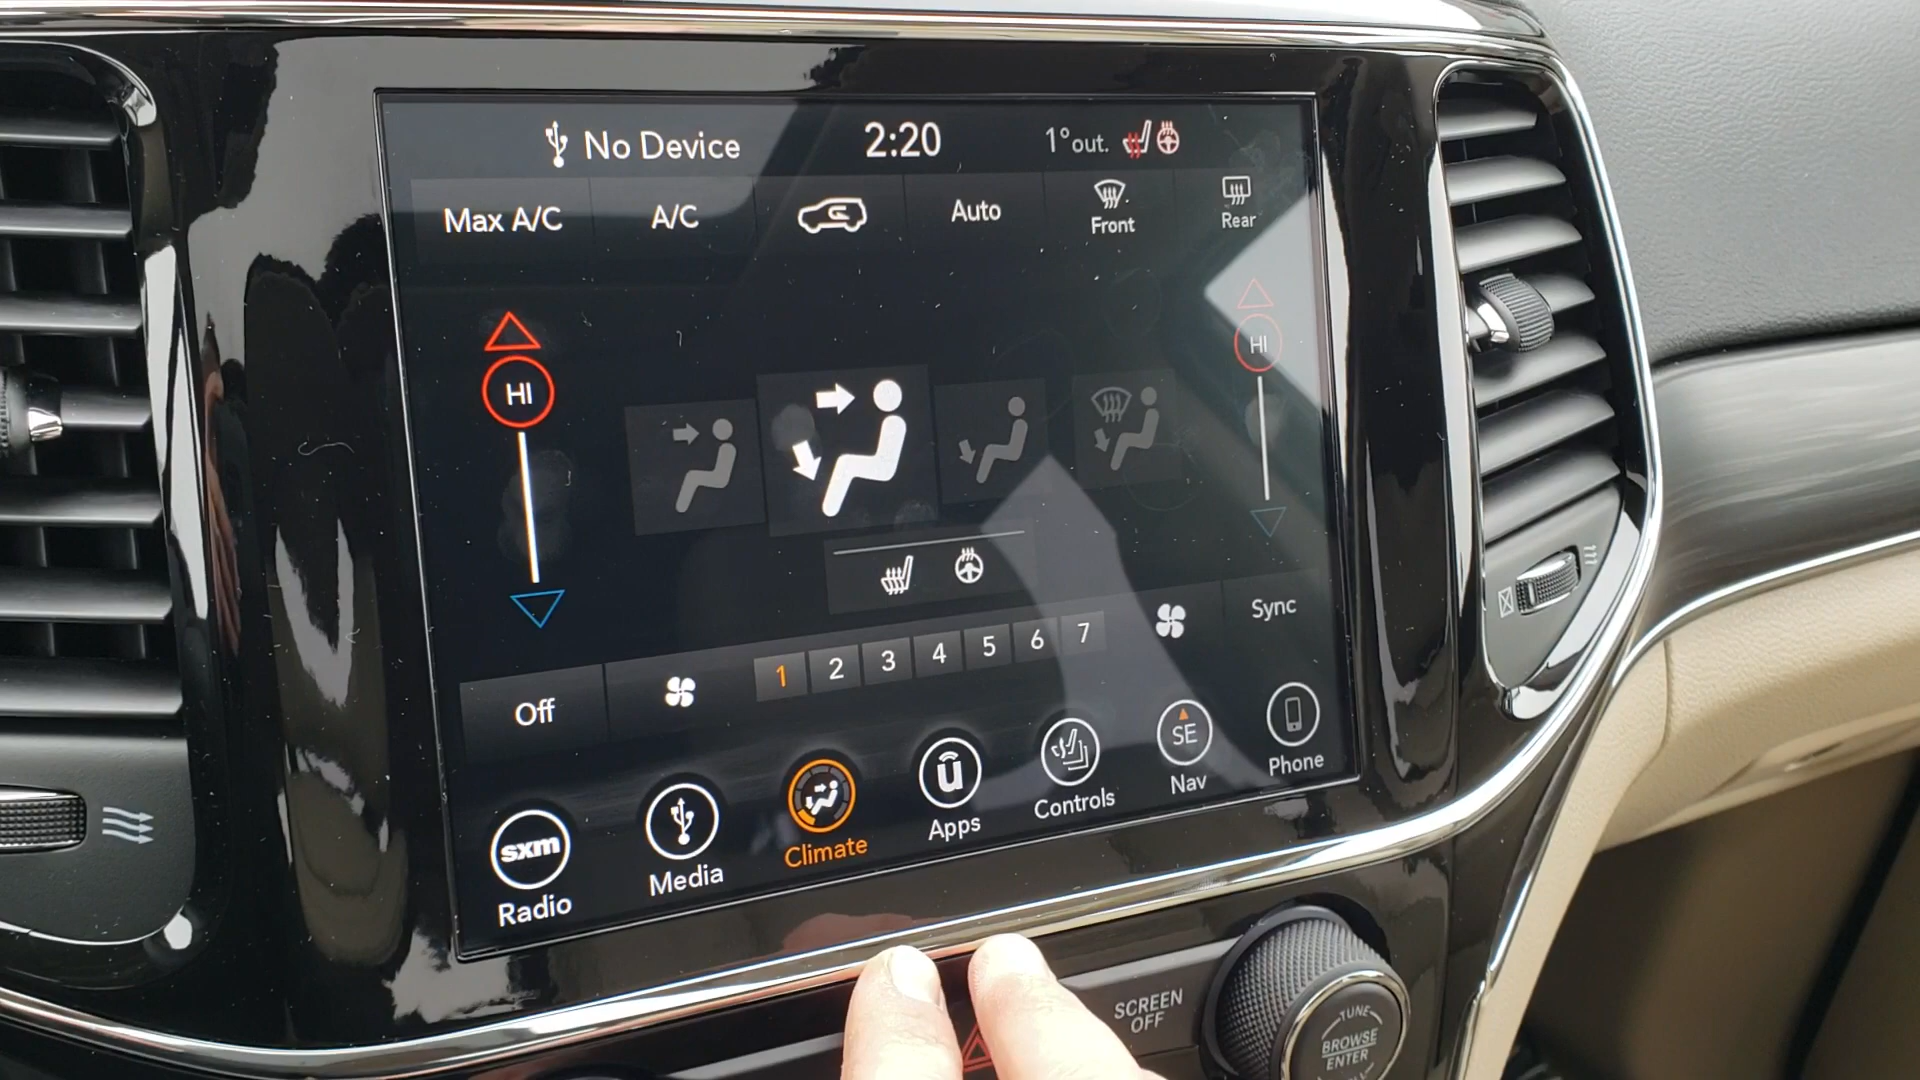 No Device 2:20 1°out.
Max A/C A/C Auto Front Rear
HI HI
Sync
Off 1 2 3 4 5 6 7
sxm ū SE
Radio Media Climate Apps Controls Nav Phone
SCREEN
OFF
TUNE
BROWSE
ENTER